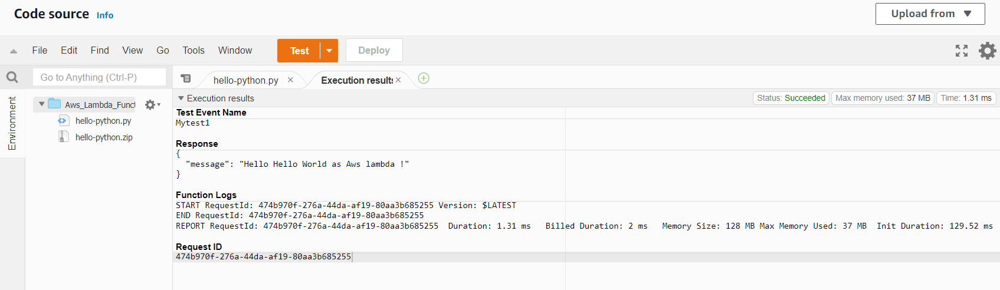 Code source Info
Upload from
File Edit Find View Go Tools Window Test Deploy
Go to Anything (Ctrl-P)
hello-python.py Execution results
Environment
Execution results Status: Succeeded Max memory used: 37 MB Time: 1.31 ms
Aws_Lambda_Funct
hello-python.py
hello-python.zip
Test Event Name
Mytest1
Response
{
"message": "Hello Hello World as Aws lambda !"
}
Function Logs
START RequestId: 474b970f-276a-44da-af19-80aa3b685255 Version: $LATEST
END RequestId: 474b970f-276a-44da-af19-80aa3b685255
REPORT RequestId: 474b970f-276a-44da-af19-80aa3b685255 Duration: 1.31 ms Billed Duration: 2 ms Memory Size: 128 MB Max Memory Used: 37 MB Init Duration: 129.52 ms
Request ID
474b970f-276a-44da-af19-80aa3b685255